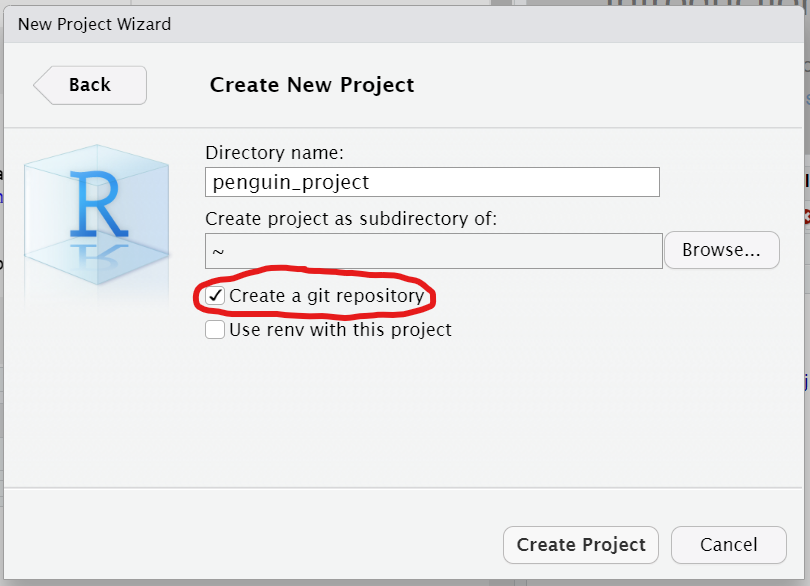 New Project Wizard
Back
Create New Project
R
Directory name:
penguin_project
Create project as subdirectory of:
~
Browse...
Create a git repository
Use renv with this project
Create Project
Cancel